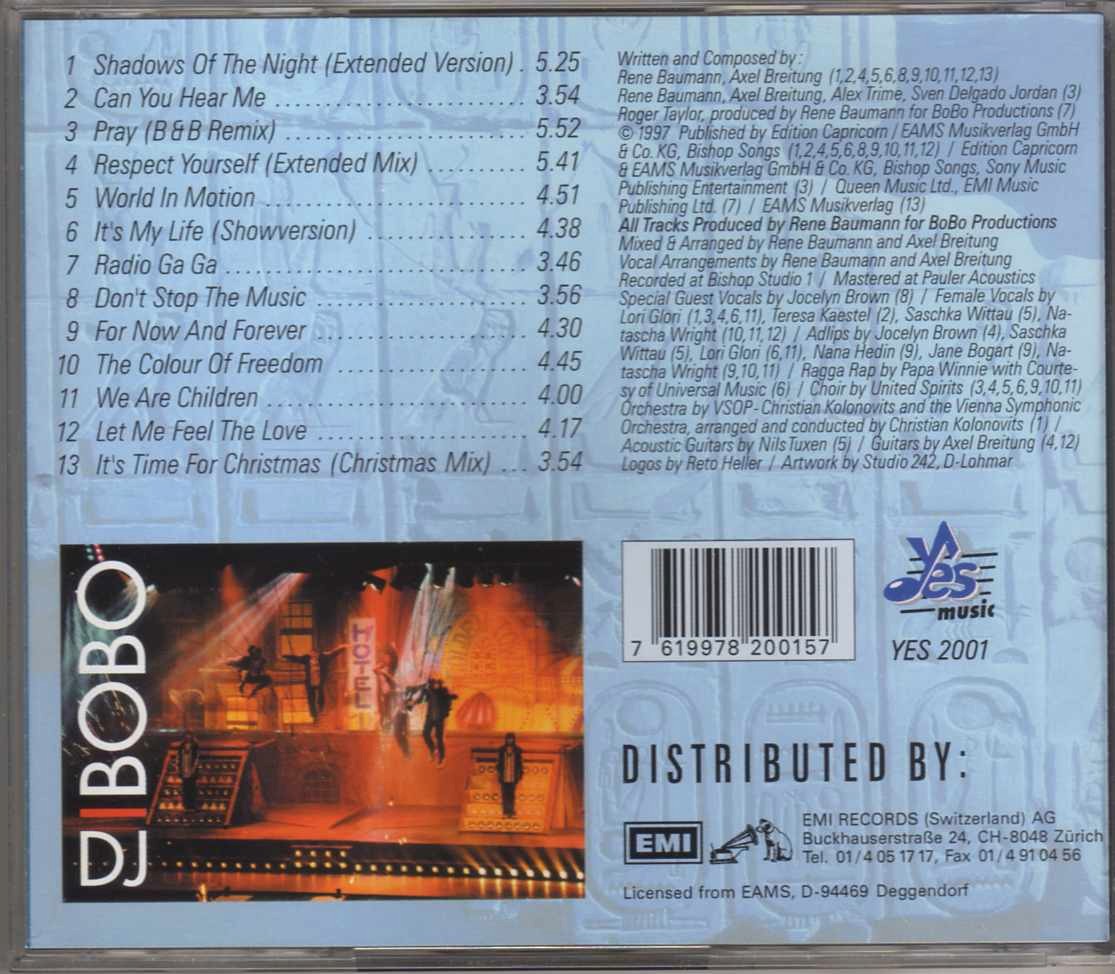 1 Shadows Of The Night (Extended Version) . 5.25
2 Can You Hear Me .......................... 3.54
3 Pray (B&B Remix) ......................... 5.52
4 Respect Yourself (Extended Mix) .......... 5.41
5 World In Motion ........................... 4.51
6 It's My Life (Showversion) ................ 4.38
7 Radio Ga Ga ............................... 3.46
8 Don't Stop The Music ...................... 3.56
9 For Now And Forever ...................... 4.30
10 The Colour Of Freedom ................... 4.45
11 We Are Children .......................... 4.00
12 Let Me Feel The Love ..................... 4.17
13 It's Time For Christmas (Christmas Mix) ... 3.54
Written and Composed by:
Rene Baumann, Axel Breitung (1,2,4,5,6,8,9,10,11,12,13)
Rene Baumann, Axel Breitung, Alex Trime, Sven Delgado Jordan (3)
Roger Taylor, produced by Rene Baumann for BoBo Productions (7)
© 1997 Published by Edition Capricorn / EAMS Musikverlag GmbH
& Co. KG, Bishop Songs (1,2,4,5,6,8,9,10,11,12) / Edition Capricorn
& EAMS Musikverlag GmbH & Co. KG, Bishop Songs, Sony Music
Publishing Entertainment (3) / Queen Music Ltd., EMI Music
Publishing Ltd. (7) / EAMS Musikverlag (13)
All Tracks Produced by Rene Baumann for BoBo Productions
Mixed & Arranged by Rene Baumann and Axel Breitung
Vocal Arrangements by Rene Baumann and Axel Breitung
Recorded at Bishop Studio 1 / Mastered at Pauler Acoustics
Special Guest Vocals by Jocelyn Brown (8) / Female Vocals by
Lori Glori (1,3,4,6,11), Teresa Kaestel (2), Saschka Wittau (5), Na-
tascha Wright (10,11,12) / Adlips by Jocelyn Brown (4), Saschka
Wittau (5), Lori Glori (6,11), Nana Hedin (9), Jane Bogart (9), Na-
tascha Wright (9,10,11) / Ragga Rap by Papa Winnie with Courte-
sy of Universal Music (6) / Choir by United Spirits (3,4,5,6,9,10,11)
Orchestra by VSOP - Christian Kolonovits and the Vienna Symphonic
Orchestra, arranged and conducted by Christian Kolonovits (1) /
Acoustic Guitars by Nils Tuxen (5) / Guitars by Axel Breitung (4,12)
Logos by Reto Heller / Artwork by Studio 242, D-Lohmar
DJ BOBO
HOTEL
7 619978 200157
yes
music
YES 2001
DISTRIBUTED BY:
EMI
EMI RECORDS (Switzerland) AG
Buckhauserstraße 24, CH-8048 Zürich
Tel. 01/4 05 17 17, Fax 01/4 91 04 56
Licensed from EAMS, D-94469 Deggendorf